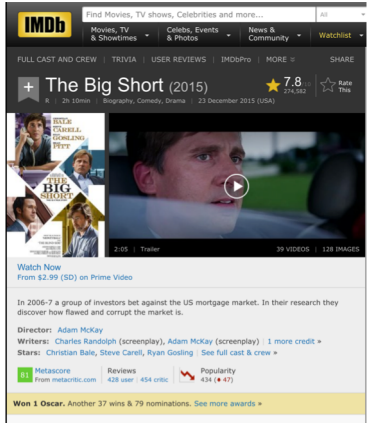 IMDb
Find Movies, TV shows, Celebrities and more...
All
Movies, TV & Showtimes
Celebs, Events & Photos
News & Community
Watchlist
FULL CAST AND CREW | TRIVIA | USER REVIEWS | IMDbPro | MORE
SHARE
+ The Big Short (2015)
7.8/10
274,582
Rate This
R | 2h 10min | Biography, Comedy, Drama | 23 December 2015 (USA)
BALE
CARELL
GOSLING
PITT
THE
BIG
SHORT
2:05 | Trailer
39 VIDEOS | 128 IMAGES
Watch Now
From $2.99 (SD) on Prime Video
In 2006-7 a group of investors bet against the US mortgage market. In their research they
discover how flawed and corrupt the market is.
Director: Adam McKay
Writers: Charles Randolph (screenplay), Adam McKay (screenplay) | 1 more credit »
Stars: Christian Bale, Steve Carell, Ryan Gosling | See full cast & crew »
81 Metascore
From metacritic.com
Reviews
428 user | 454 critic
Popularity
434 (♦ 47)
Won 1 Oscar. Another 37 wins & 79 nominations. See more awards »